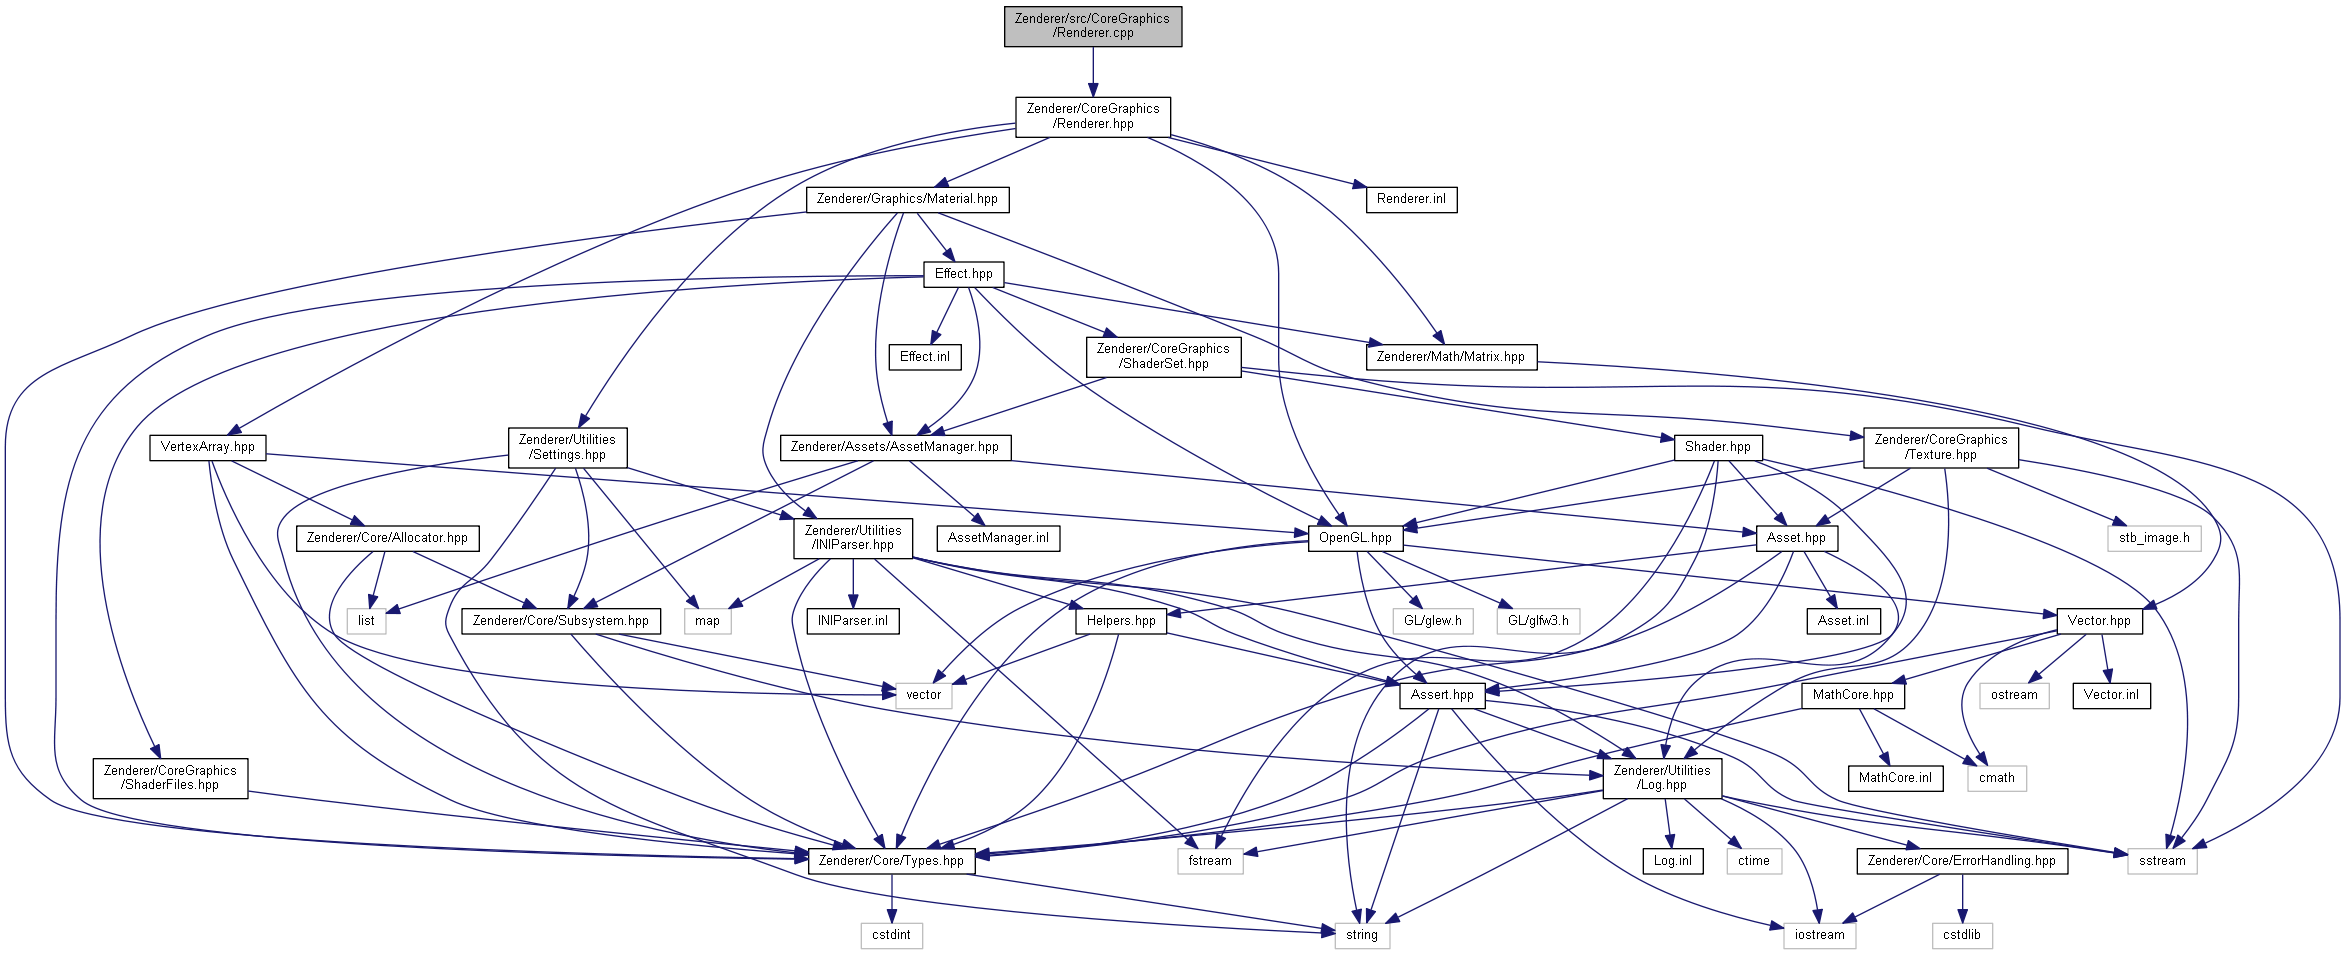 Zenderer/src/CoreGraphics
/Renderer.cpp
Zenderer/CoreGraphics
/Renderer.hpp
Zenderer/Graphics/Material.hpp
Renderer.inl
Effect.hpp
Effect.inl
Zenderer/CoreGraphics
/ShaderSet.hpp
Zenderer/Math/Matrix.hpp
VertexArray.hpp
Zenderer/Utilities
/Settings.hpp
Zenderer/Assets/AssetManager.hpp
Shader.hpp
Zenderer/CoreGraphics
/Texture.hpp
Zenderer/Core/Allocator.hpp
Zenderer/Utilities
/INIParser.hpp
AssetManager.inl
OpenGL.hpp
Asset.hpp
stb_image.h
list
Zenderer/Core/Subsystem.hpp
map
INIParser.inl
Helpers.hpp
GL/glew.h
GL/glfw3.h
Asset.inl
Vector.hpp
vector
Assert.hpp
MathCore.hpp
ostream
Vector.inl
Zenderer/CoreGraphics
/ShaderFiles.hpp
Zenderer/Utilities
/Log.hpp
MathCore.inl
cmath
Zenderer/Core/Types.hpp
fstream
Log.inl
ctime
Zenderer/Core/ErrorHandling.hpp
sstream
cstdint
string
iostream
cstdlib